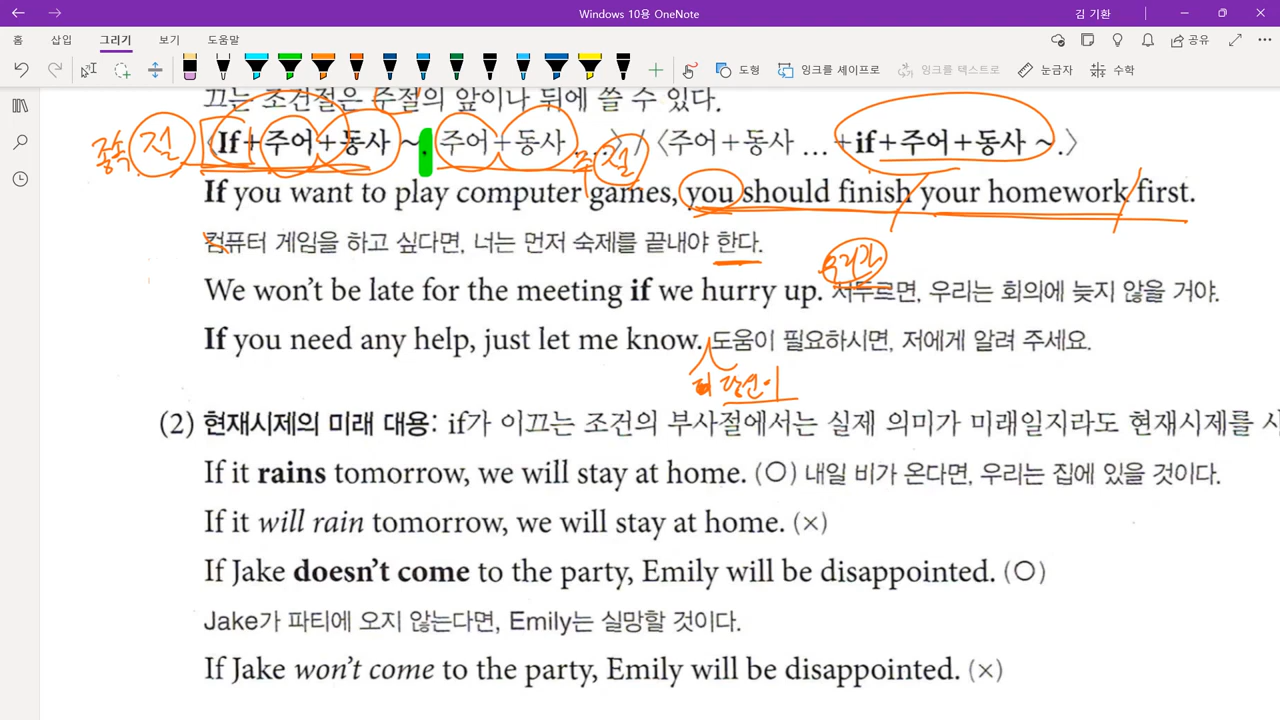 Windows 10용 OneNote
김 기환
홈 삽입 그리기 보기 도움말
공유
도형 잉크를 셰이프로 잉크를 텍스트로 눈금자 수학
끄는 조건절은 주절의 앞이나 뒤에 쓸 수 있다.
종속 절 〈If+주어+동사 ~, 주어+동사 …〉 / 〈주어+동사 … +if+주어+동사 ~.〉
주절
If you want to play computer games, you should finish your homework first.
컴퓨터 게임을 하고 싶다면, 너는 먼저 숙제를 끝내야 한다.
우리가
We won't be late for the meeting if we hurry up. 서두르면, 우리는 회의에 늦지 않을 거야.
If you need any help, just let me know. 도움이 필요하시면, 저에게 알려 주세요.
당신이
(2) 현재시제의 미래 대용: if가 이끄는 조건의 부사절에서는 실제 의미가 미래일지라도 현재시제를
If it rains tomorrow, we will stay at home. (○) 내일 비가 온다면, 우리는 집에 있을 것이다.
If it will rain tomorrow, we will stay at home. (×)
If Jake doesn't come to the party, Emily will be disappointed. (○)
Jake가 파티에 오지 않는다면, Emily는 실망할 것이다.
If Jake won't come to the party, Emily will be disappointed. (×)